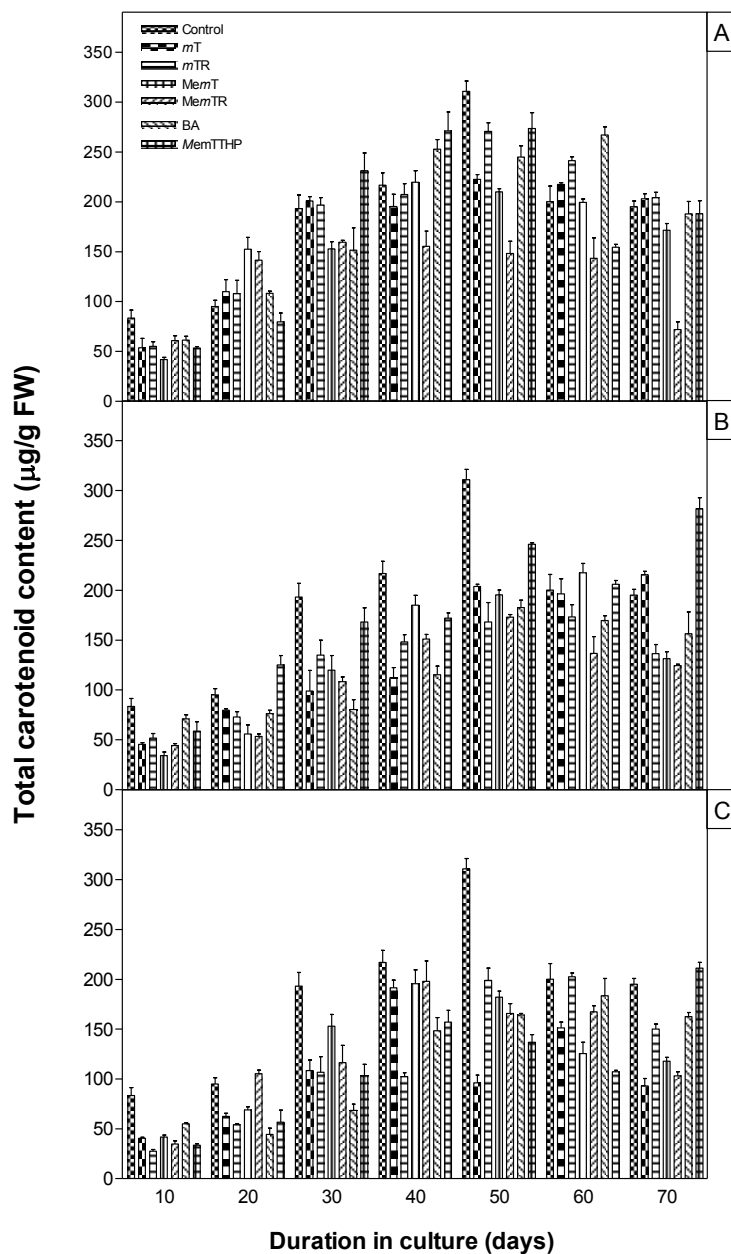 A
Control
mT
mTR
MemT
MemTR
BA
MemTTHP
350
300
250
200
150
100
50
0
B
350
300
250
200
150
100
50
0
C
350
300
250
200
150
100
50
0
Total carotenoid content (µg/g FW)
10 20 30 40 50 60 70
Duration in culture (days)